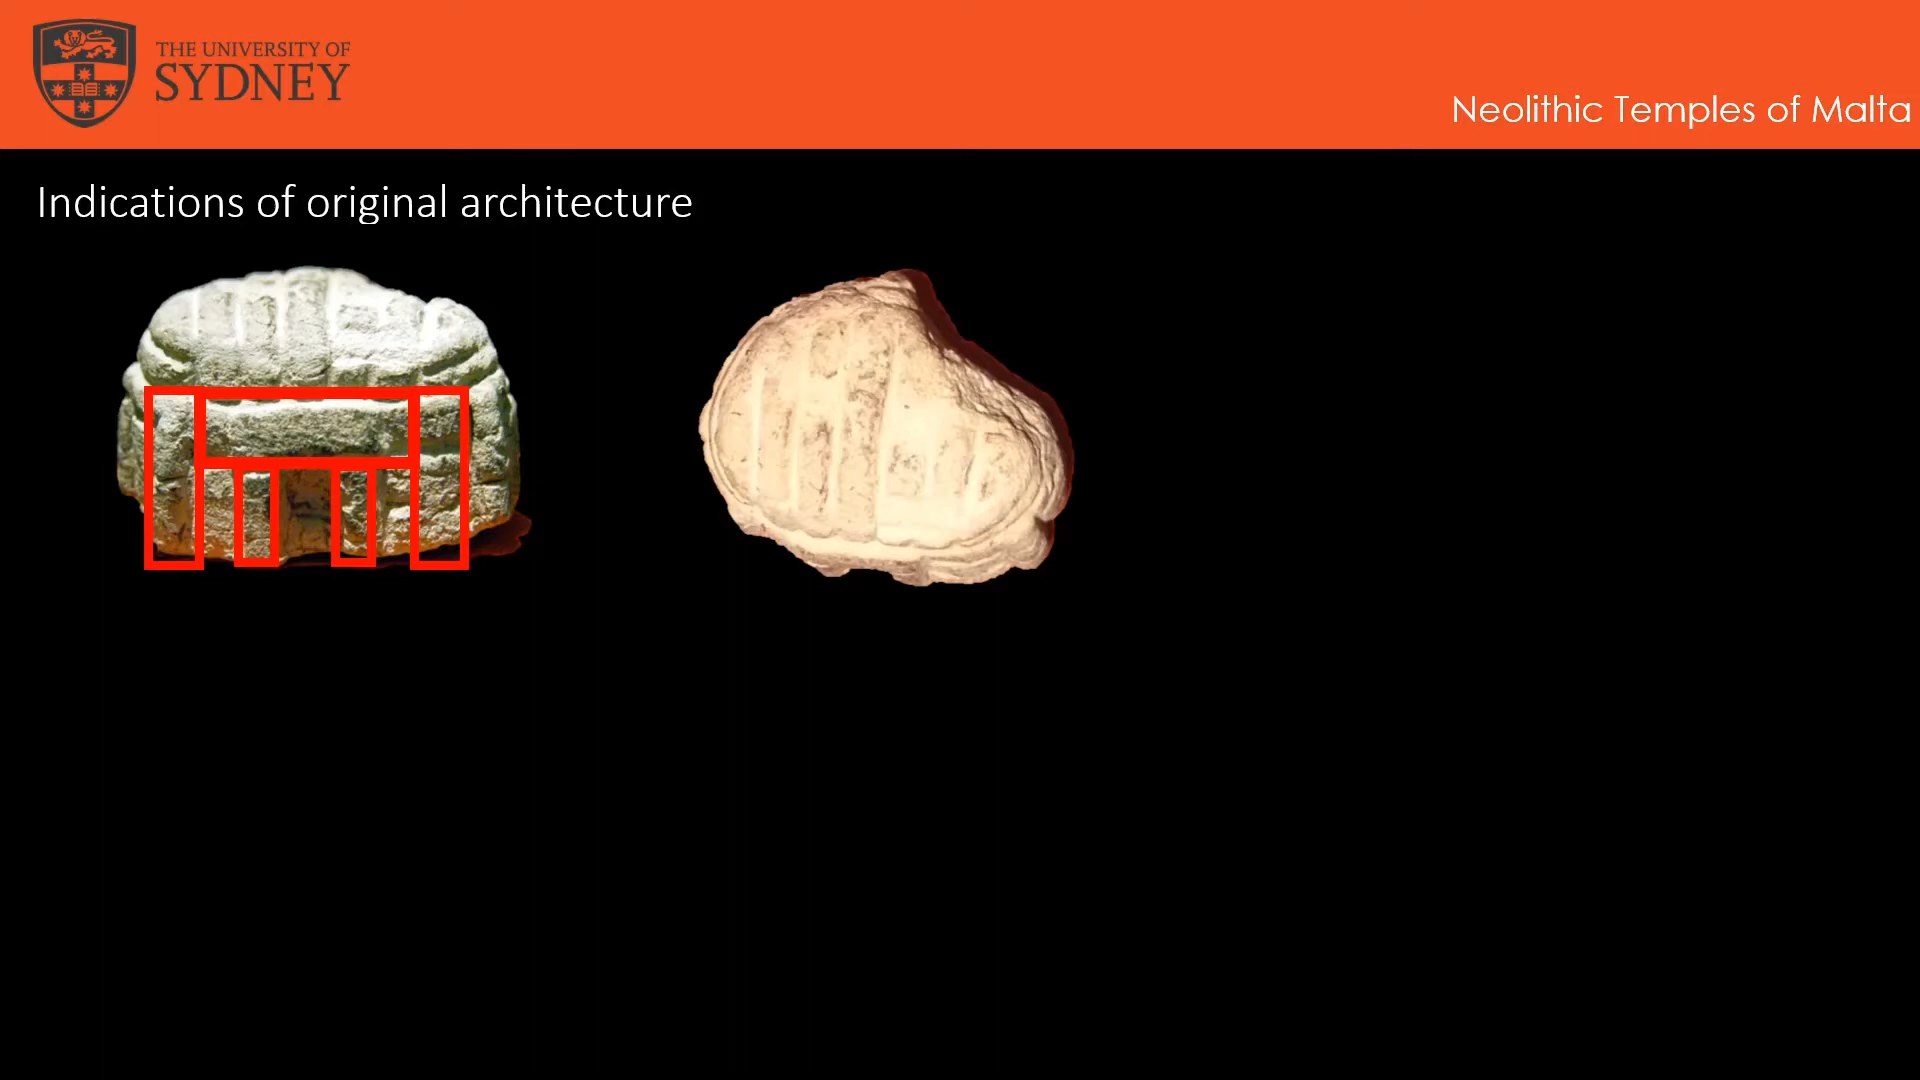 THE UNIVERSITY OF
SYDNEY
Neolithic Temples of Malta
Indications of original architecture